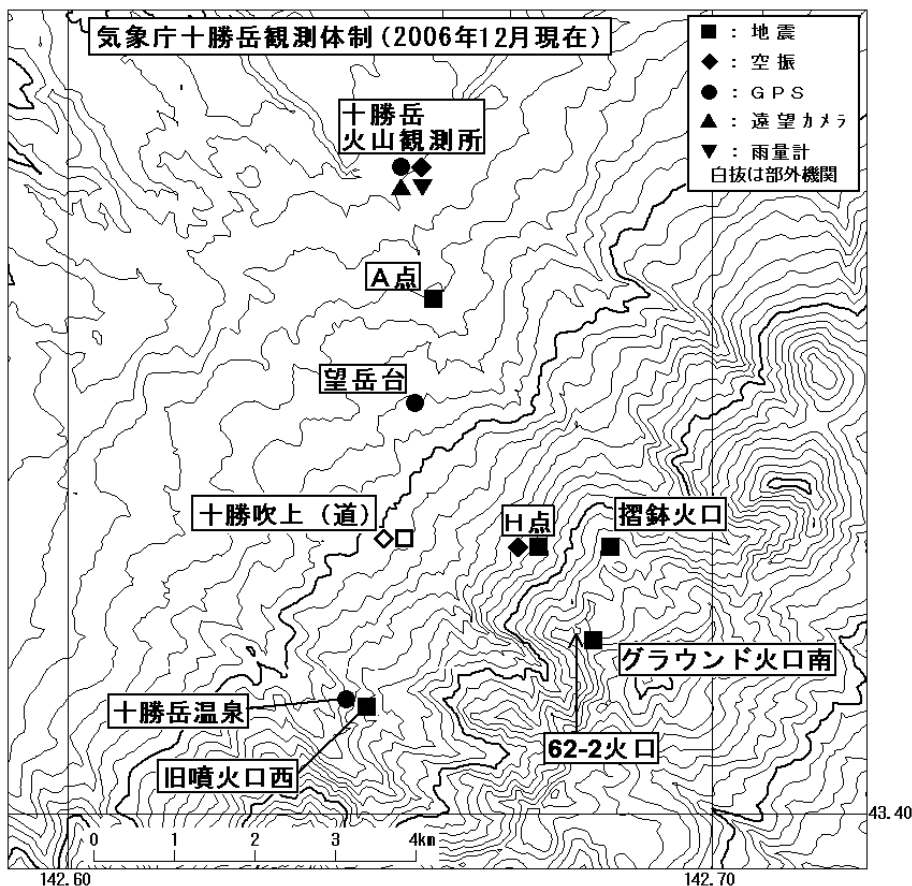 気象庁十勝岳観測体制(2006年12月現在)
■ : 地震
◆ : 空振
● : GPS
▲ : 遠望カメラ
▼ : 雨量計
白抜は部外機関
十勝岳
火山観測所
A点
望岳台
十勝吹上(道)
H点
摺鉢火口
グラウンド火口南
十勝岳温泉
62-2火口
旧噴火口西
0 1 2 3 4km
43.40
142.60
142.70